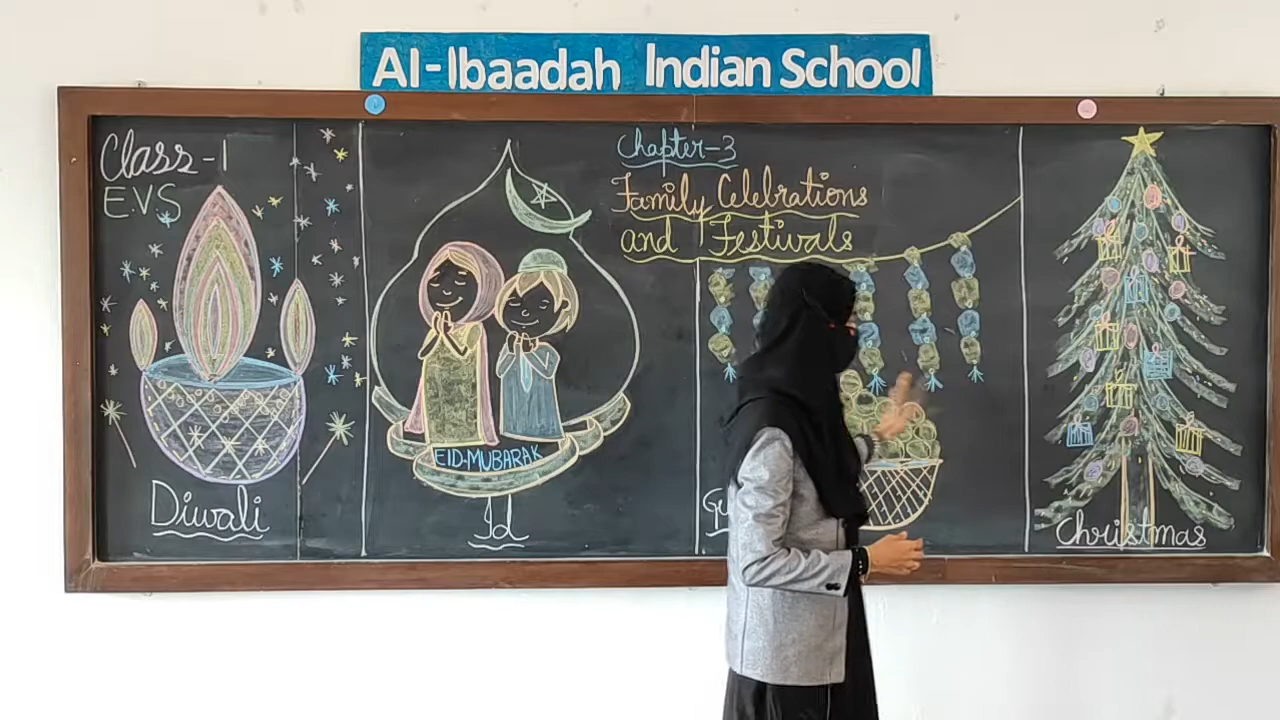 Al-Ibaadah Indian School
Class-1
E.V.S
Chapter-3
Family Celebrations
and Festivals
EID-MUBARAK
Diwali
Id
Christmas